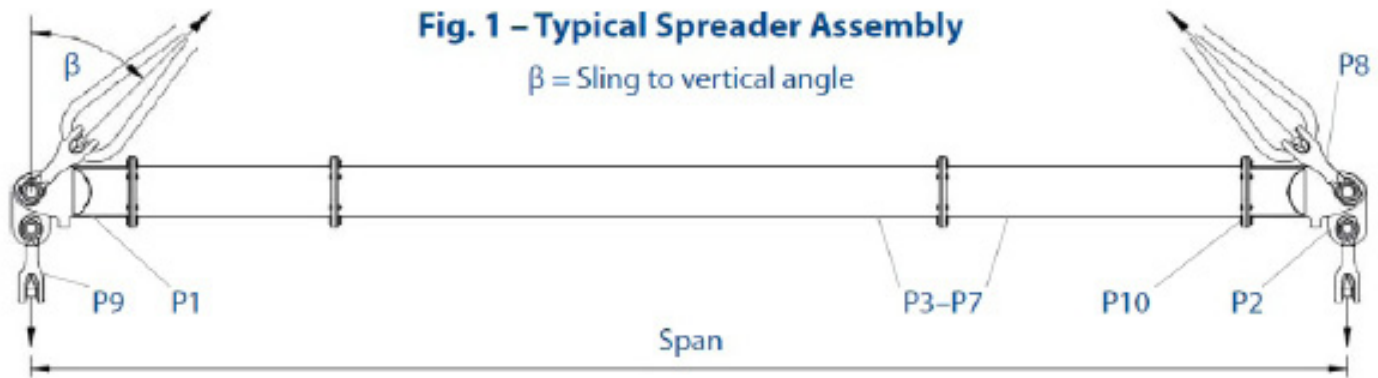 Fig. 1 – Typical Spreader Assembly
β = Sling to vertical angle
β
P8
P9
P1
P3–P7
P10
P2
Span